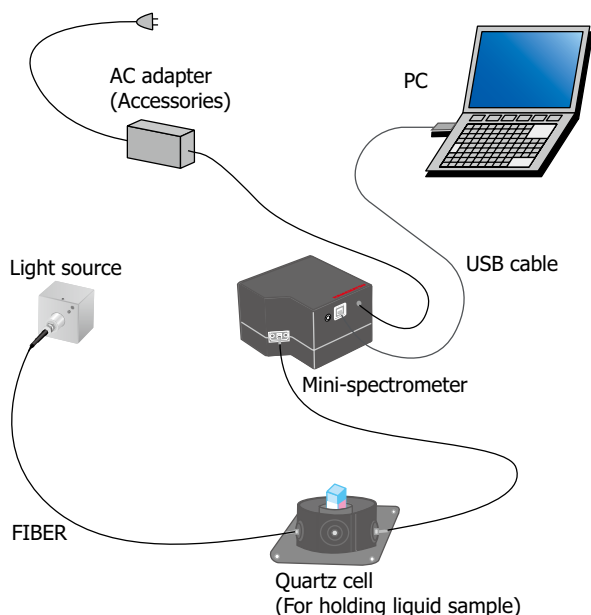 AC adapter
(Accessories)
PC
Light source
USB cable
Mini-spectrometer
FIBER
Quartz cell
(For holding liquid sample)